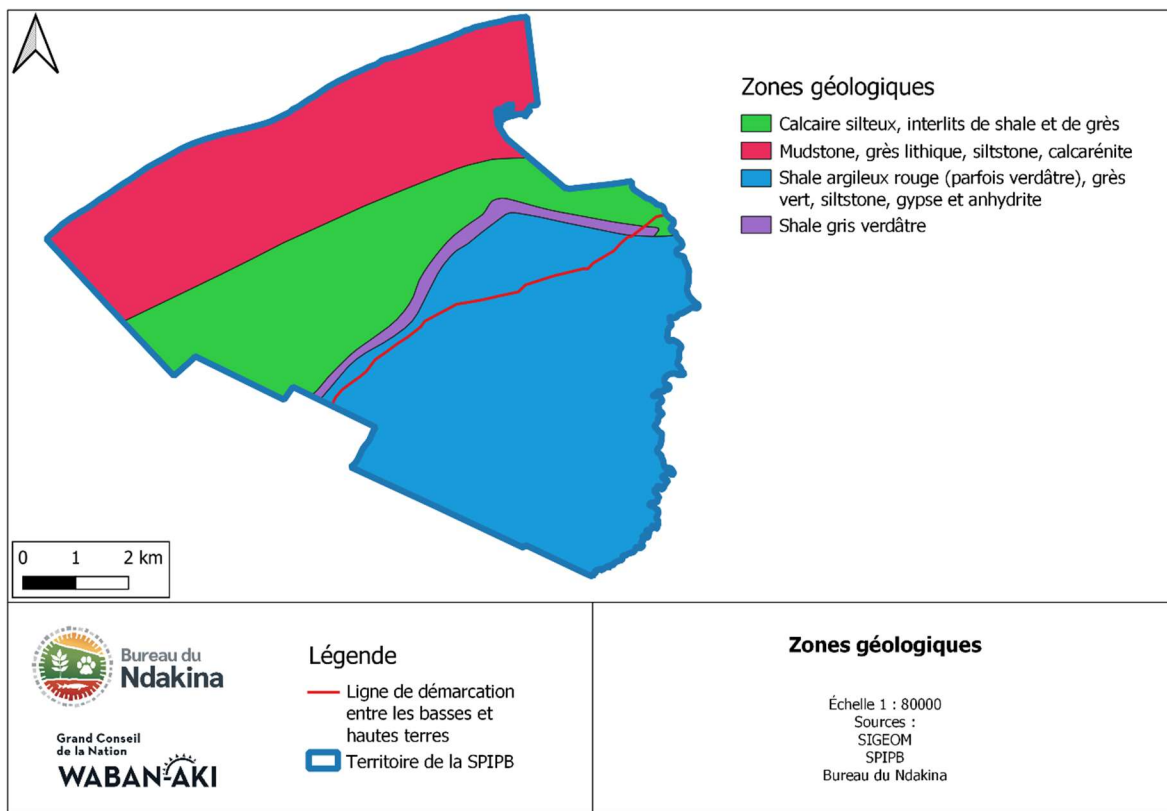 Zones géologiques
Calcaire silteux, interlits de shale et de grès
Mudstone, grès lithique, siltstone, calcarénite
Shale argileux rouge (parfois verdâtre), grès
vert, siltstone, gypse et anhydrite
Shale gris verdâtre
0 1 2 km
Bureau du
Ndakina
Grand Conseil
de la Nation
WABAN-AKI
Légende
Ligne de démarcation
entre les basses et
hautes terres
Territoire de la SPIPB
Zones géologiques
Échelle 1 : 80000
Sources :
SIGEOM
SPIPB
Bureau du Ndakina